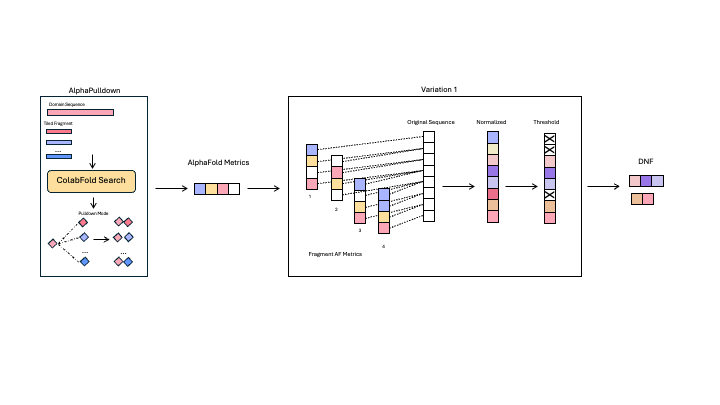 AlphaPulldown
Domain Sequence
Tiled Fragment
....
ColabFold Search
Pulldown Mode
...
...
AlphaFold Metrics
Variation 1
Original Sequence
Normalized
Threshold
1
2
3
4
Fragment AF Metrics
DNF